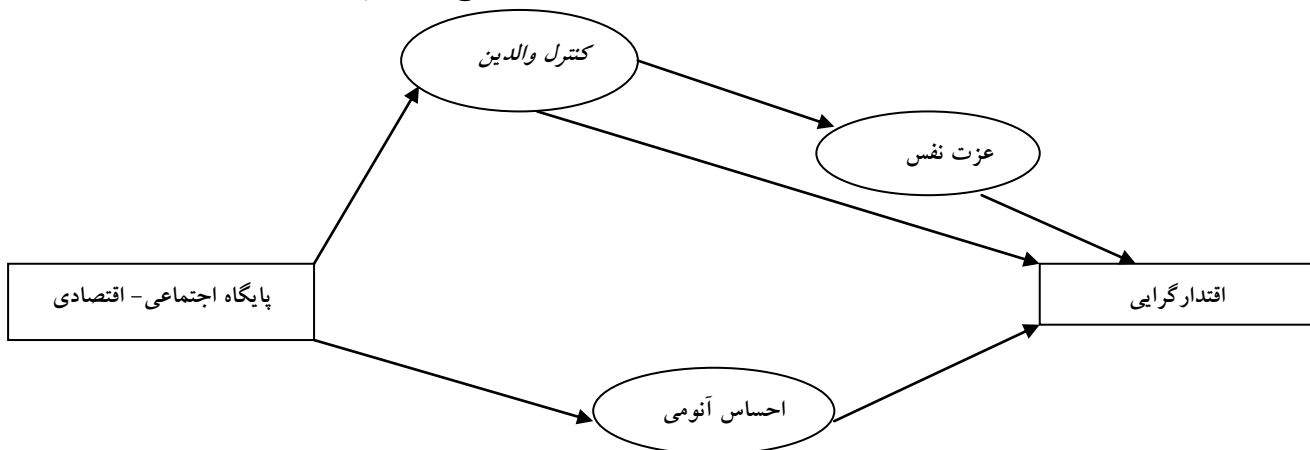 کنترل والدین
عزت نفس
پایگاه اجتماعی- اقتصادی
اقتدارگرایی
احساس آنومی